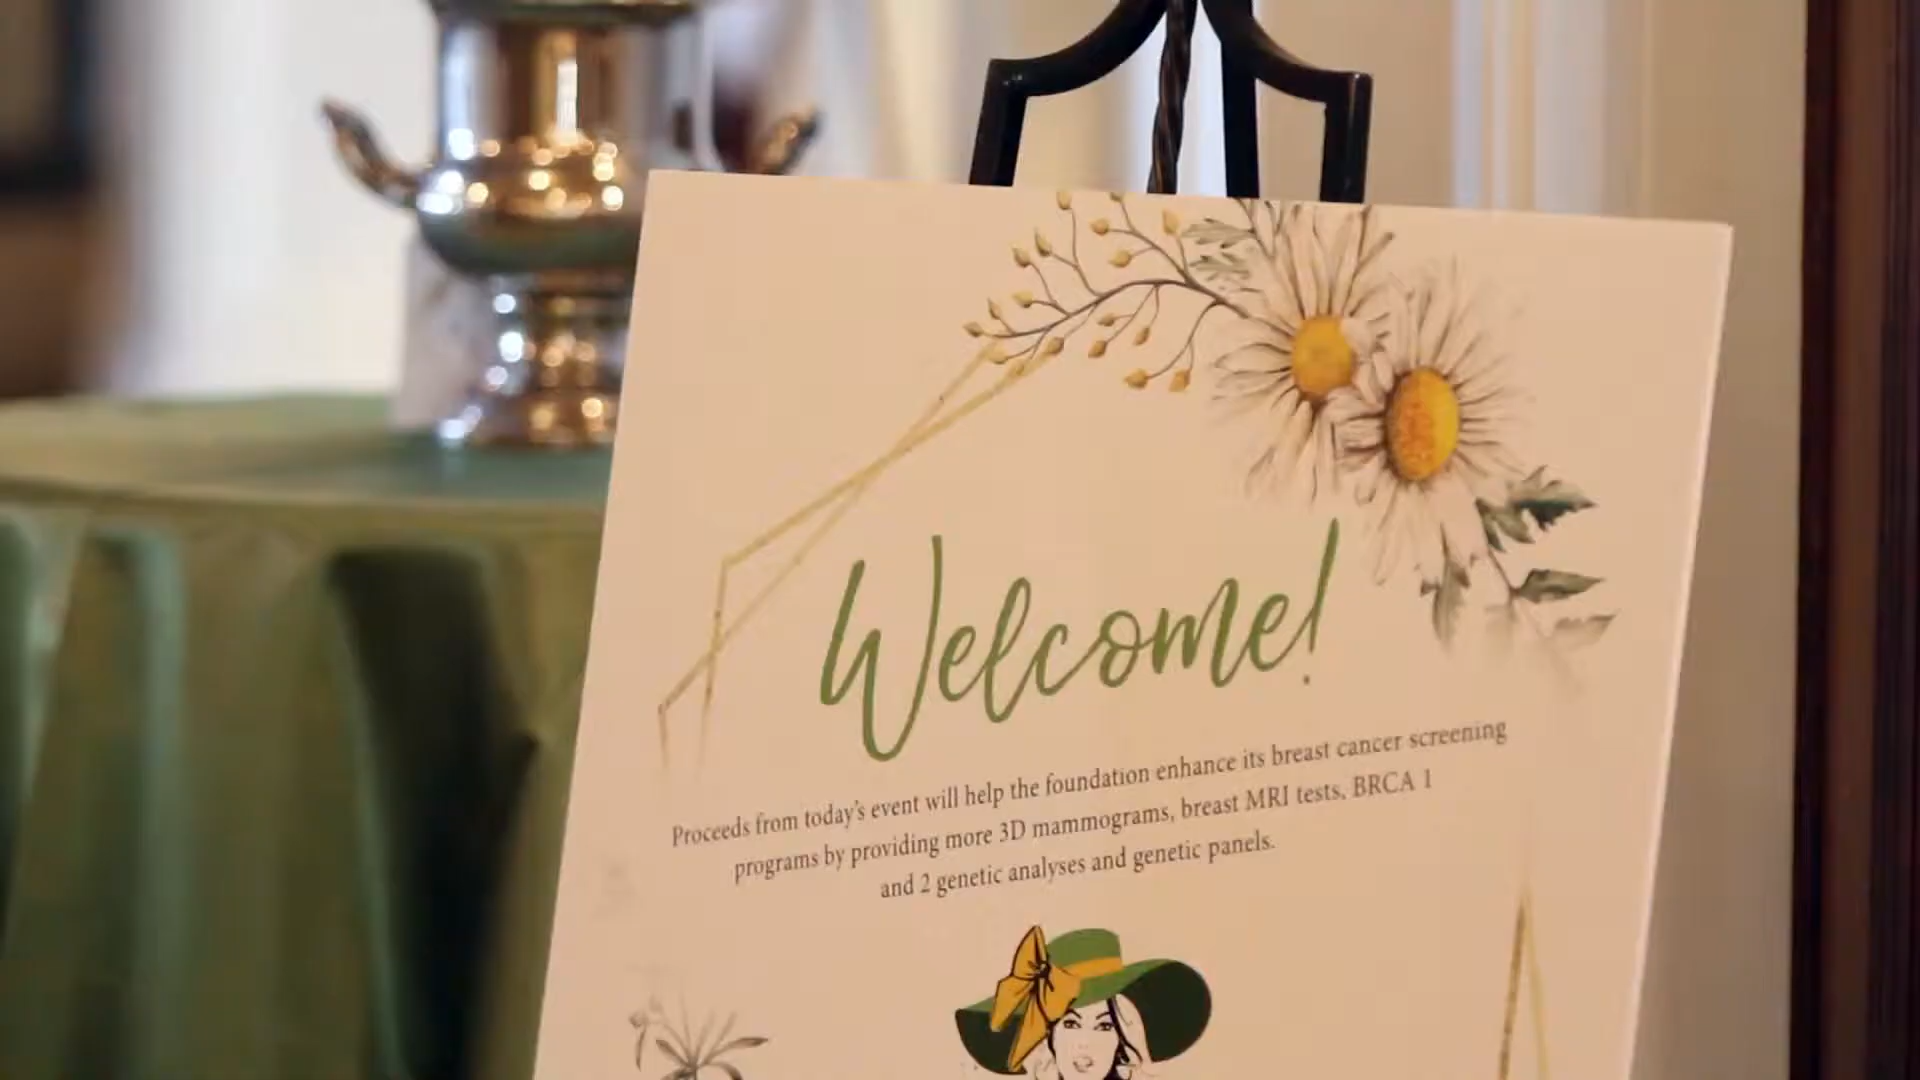 Welcome!
Proceeds from today's event will help the foundation enhance its breast cancer screening
programs by providing more 3D mammograms, breast MRI tests, BRCA 1
and 2 genetic analyses and genetic panels.